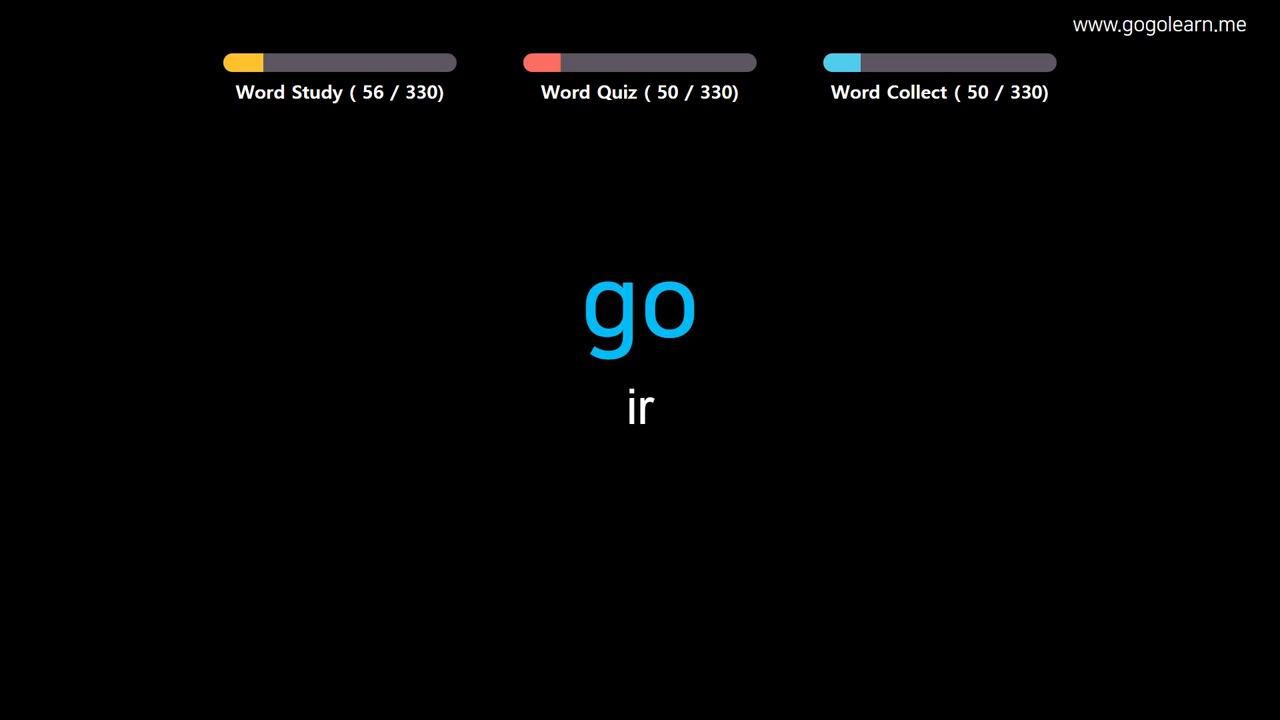 www.gogolearn.me
Word Study ( 56 / 330)
Word Quiz ( 50 / 330)
Word Collect ( 50 / 330)
go
ir